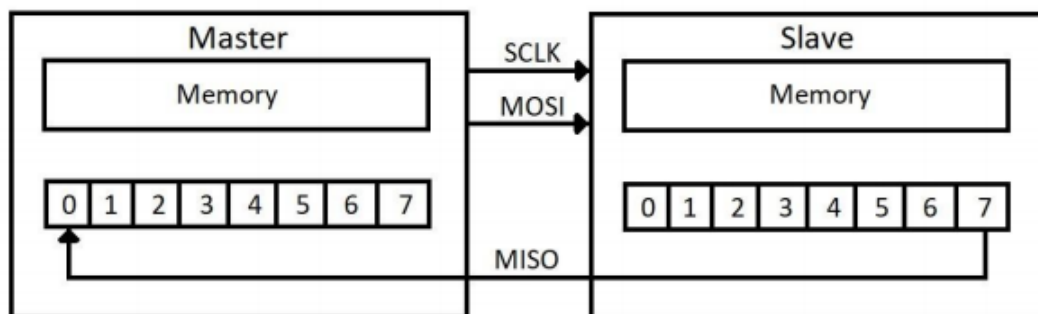 Master
Slave
SCLK
Memory
Memory
MOSI
0 1 2 3 4 5 6 7
0 1 2 3 4 5 6 7
MISO